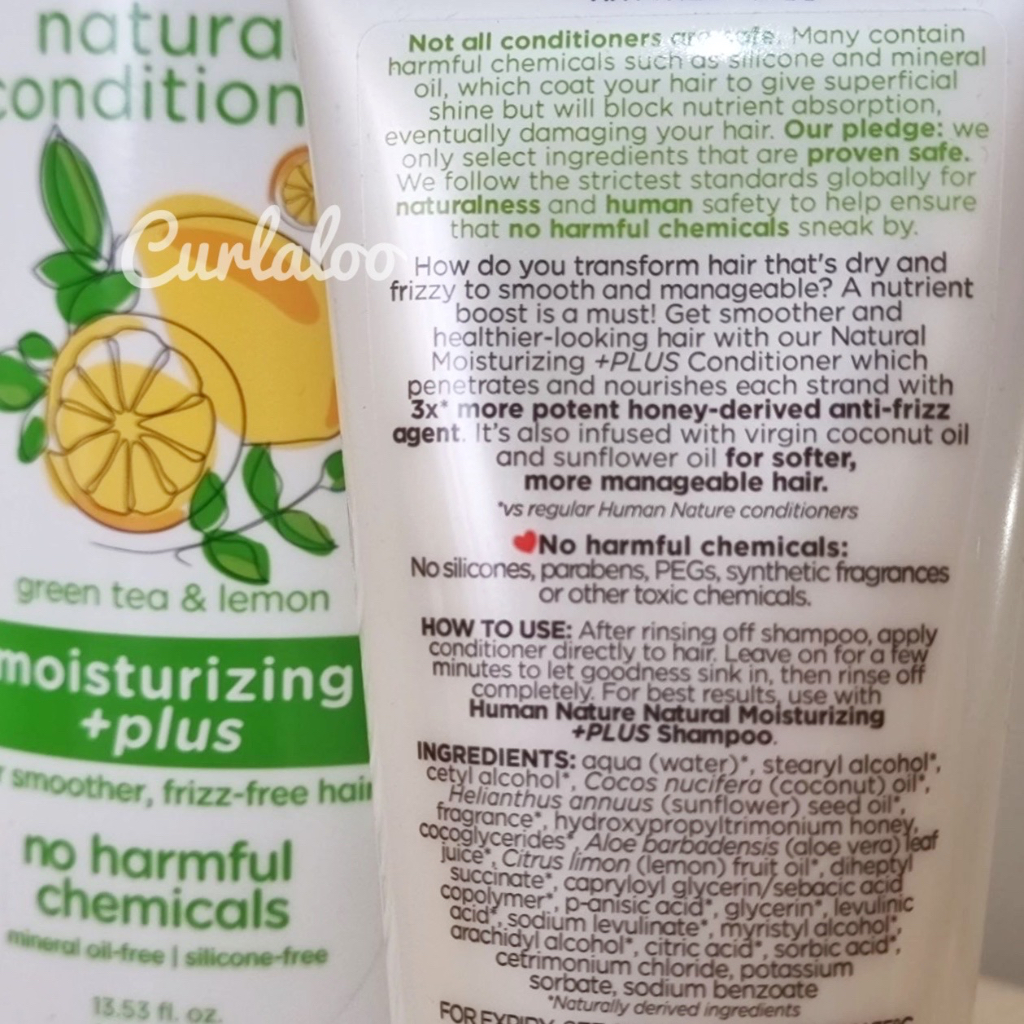 natural
condition
Curlaloo
green tea & lemon
moisturizing
+plus
smoother, frizz-free hair
no harmful
chemicals
mineral oil-free | silicone-free
13.53 fl. oz.
Not all conditioners are safe. Many contain
harmful chemicals such as silicone and mineral
oil, which coat your hair to give superficial
shine but will block nutrient absorption,
eventually damaging your hair. Our pledge: we
only select ingredients that are proven safe.
We follow the strictest standards globally for
naturalness and human safety to help ensure
that no harmful chemicals sneak by.
How do you transform hair that's dry and
frizzy to smooth and manageable? A nutrient
boost is a must! Get smoother and
healthier-looking hair with our Natural
Moisturizing +PLUS Conditioner which
penetrates and nourishes each strand with
3x* more potent honey-derived anti-frizz
agent. It's also infused with virgin coconut oil
and sunflower oil for softer,
more manageable hair.
*vs regular Human Nature conditioners
No harmful chemicals:
No silicones, parabens, PEGs, synthetic fragrances
or other toxic chemicals.
HOW TO USE: After rinsing off shampoo, apply
conditioner directly to hair. Leave on for a few
minutes to let goodness sink in, then rinse off
completely. For best results, use with
Human Nature Natural Moisturizing
+PLUS Shampoo.
INGREDIENTS: aqua (water)*, stearyl alcohol*,
cetyl alcohol*, Cocos nucifera (coconut) oil*,
Helianthus annuus (sunflower) seed oil*,
fragrance*, hydroxypropyltrimonium honey,
cocoglycerides*, Aloe barbadensis (aloe vera) leaf
juice*, Citrus limon (lemon) fruit oil*, diheptyl
succinate*, capryloyl glycerin/sebacic acid
copolymer*, p-anisic acid*, glycerin*, levulinic
acid*, sodium levulinate*, myristyl alcohol*,
arachidyl alcohol*, citric acid*, sorbic acid*,
cetrimonium chloride, potassium
sorbate, sodium benzoate
*Naturally derived ingredients